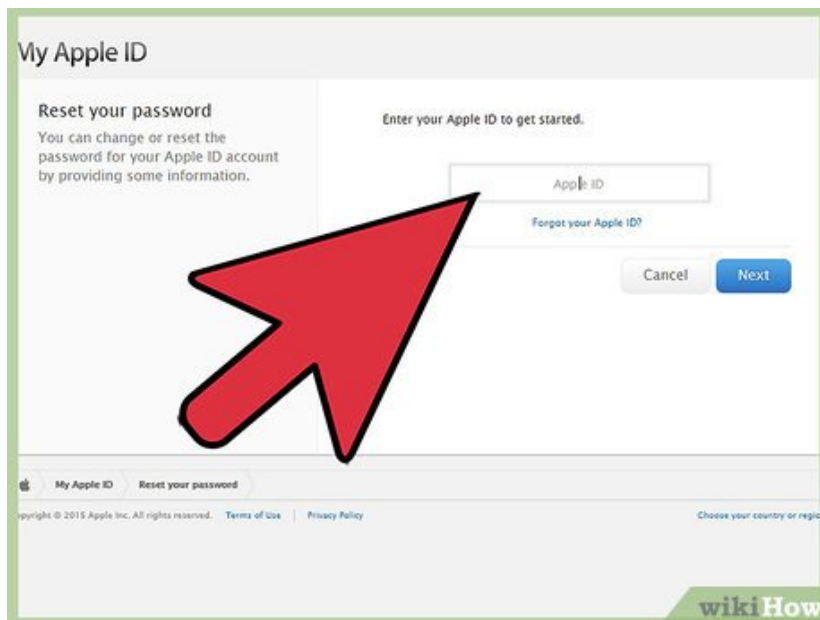 My Apple ID
Reset your password
You can change or reset the
password for your Apple ID account
by providing some information.
Enter your Apple ID to get started.
Apple ID
Forgot your Apple ID?
Cancel
Next
My Apple ID
Reset your password
opyright © 2015 Apple Inc. All rights reserved. Terms of Use | Privacy Policy
Choose your country or regio
wikiHow